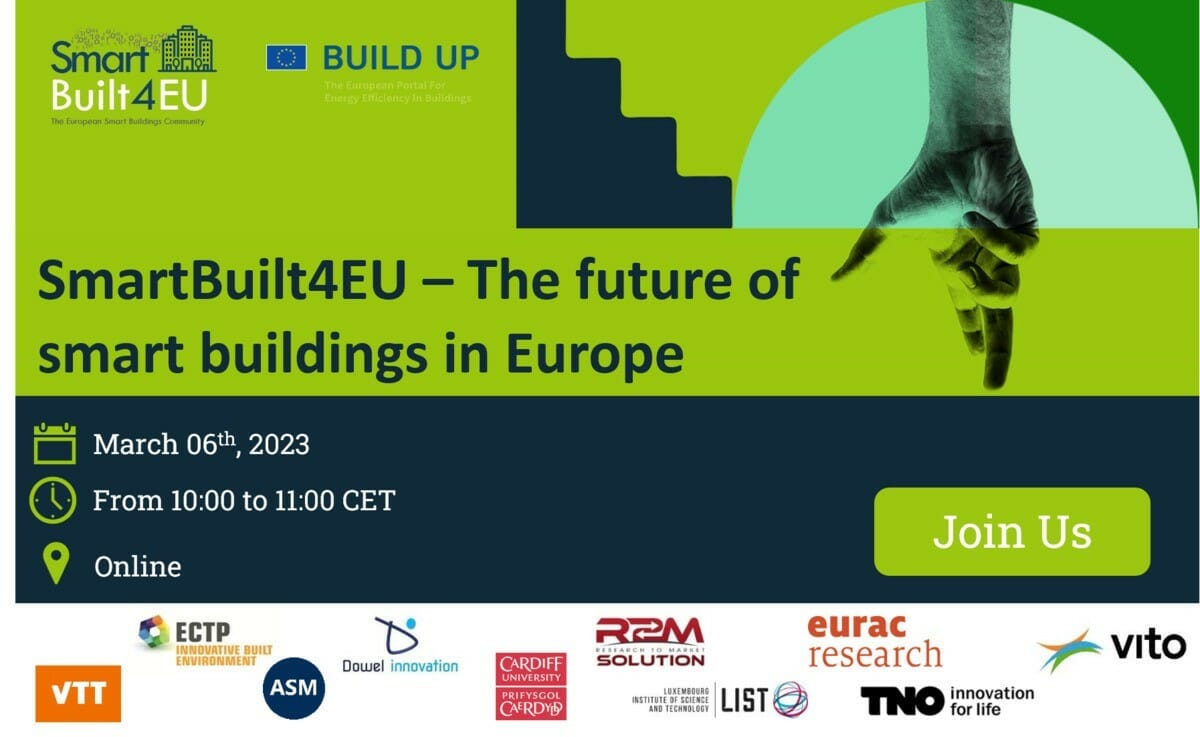 Smart
Built4EU
The European Smart Buildings Community
BUILD UP
The European Portal For
Energy Efficiency in Buildings
SmartBuilt4EU – The future of
smart buildings in Europe
March 06th, 2023
From 10:00 to 11:00 CET
Online
Join Us
VTT
ECTP
INNOVATIVE BUILT
ENVIRONMENT
ASM
Dowel innovation
CARDIFF
UNIVERSITY
PRIFYSGOL
CAERDYDD
R2M
RESEARCH TO MARKET
SOLUTION
LUXEMBOURG
INSTITUTE OF SCIENCE
AND TECHNOLOGY
LIST
eurac
research
TNO innovation
for life
vito